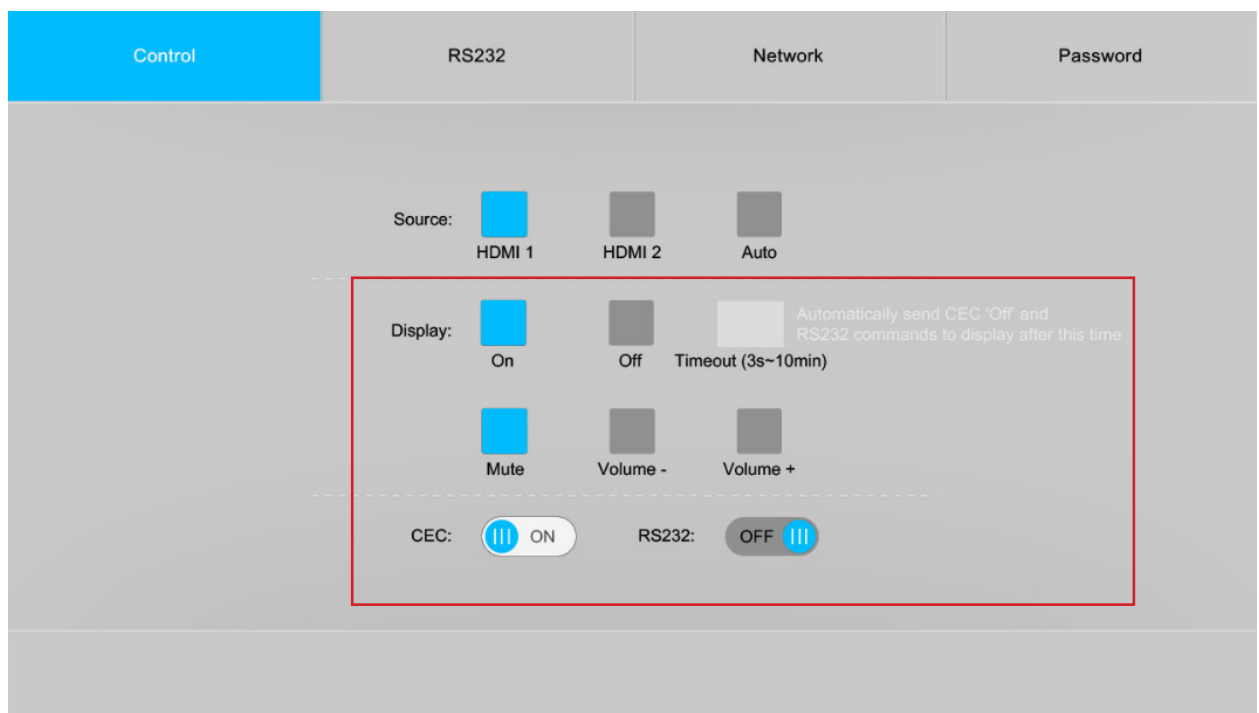 Control RS232 Network Password
Source:
HDMI 1 HDMI 2 Auto
Display:
Automatically send CEC 'Off' and
RS232 commands to display after this time
On Off Timeout (3s~10min)
Mute Volume - Volume +
CEC: ON RS232: OFF